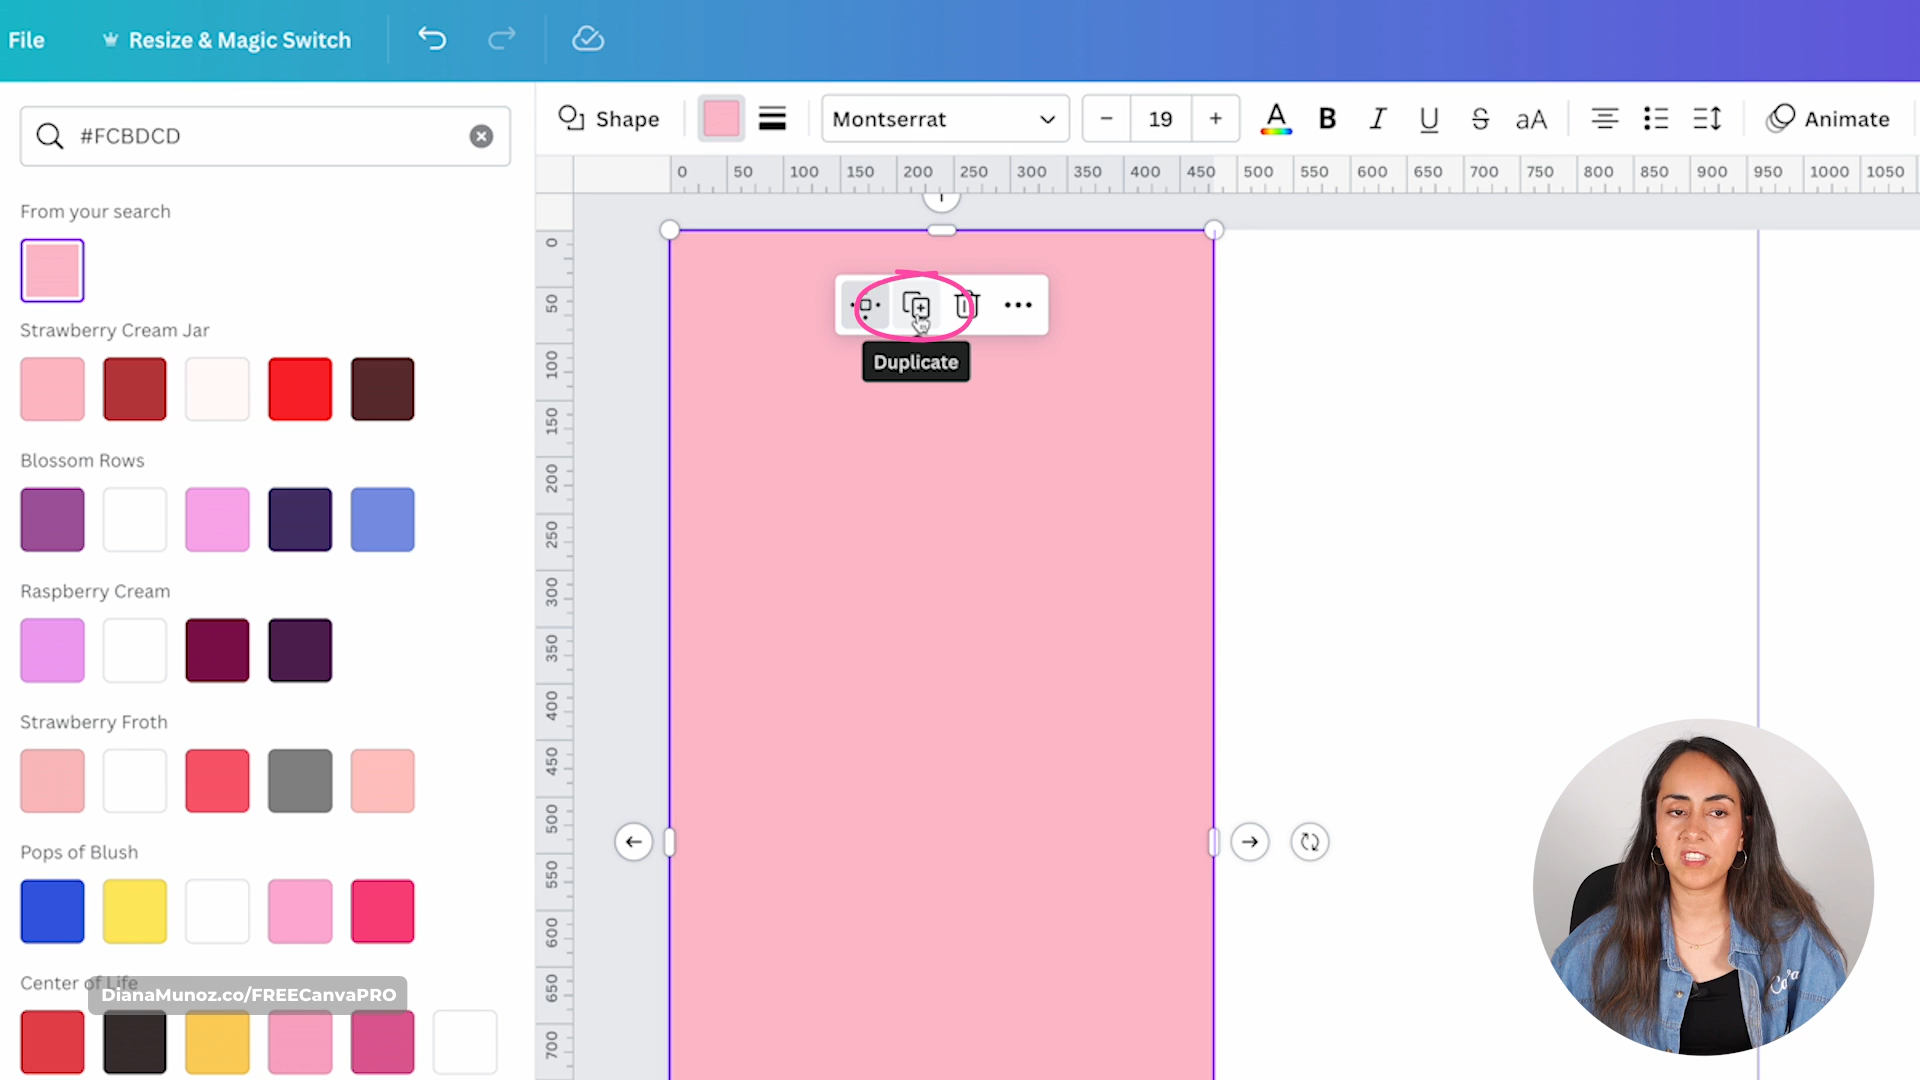 File
Resize & Magic Switch
#FCBDCD
From your search
Strawberry Cream Jar
Blossom Rows
Raspberry Cream
Strawberry Froth
Pops of Blush
Center of Life
DianaMunoz.co/FREECanvaPRO
Shape
Montserrat
– 19 +
A B I U S aA
Animate
0 50 100 150 200 250 300 350 400 450 500 550 600 650 700 750 800 850 900 950 1000 1050
0
50
100
150
200
250
300
350
400
450
500
550
600
650
700
Duplicate